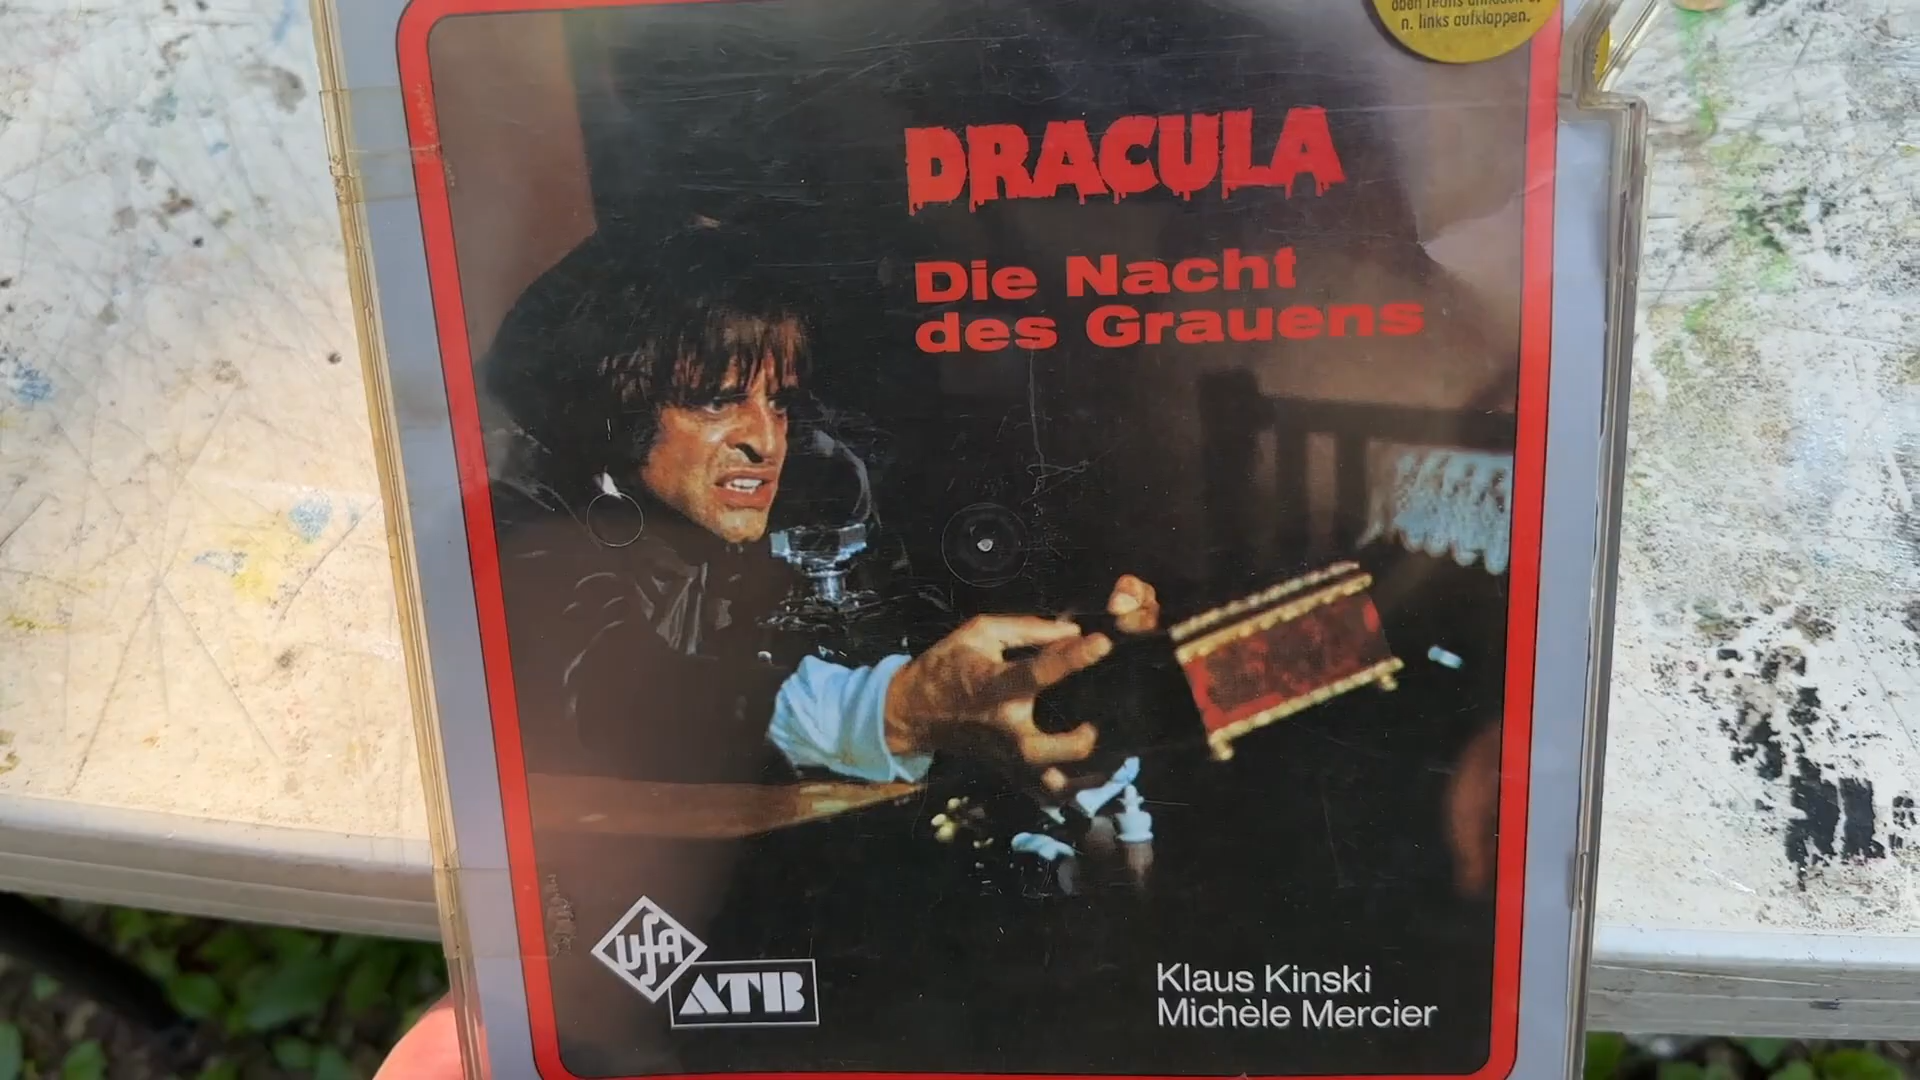 n. links aufklappen.
DRACULA
Die Nacht
des Grauens
UFA
ATB
Klaus Kinski
Michèle Mercier